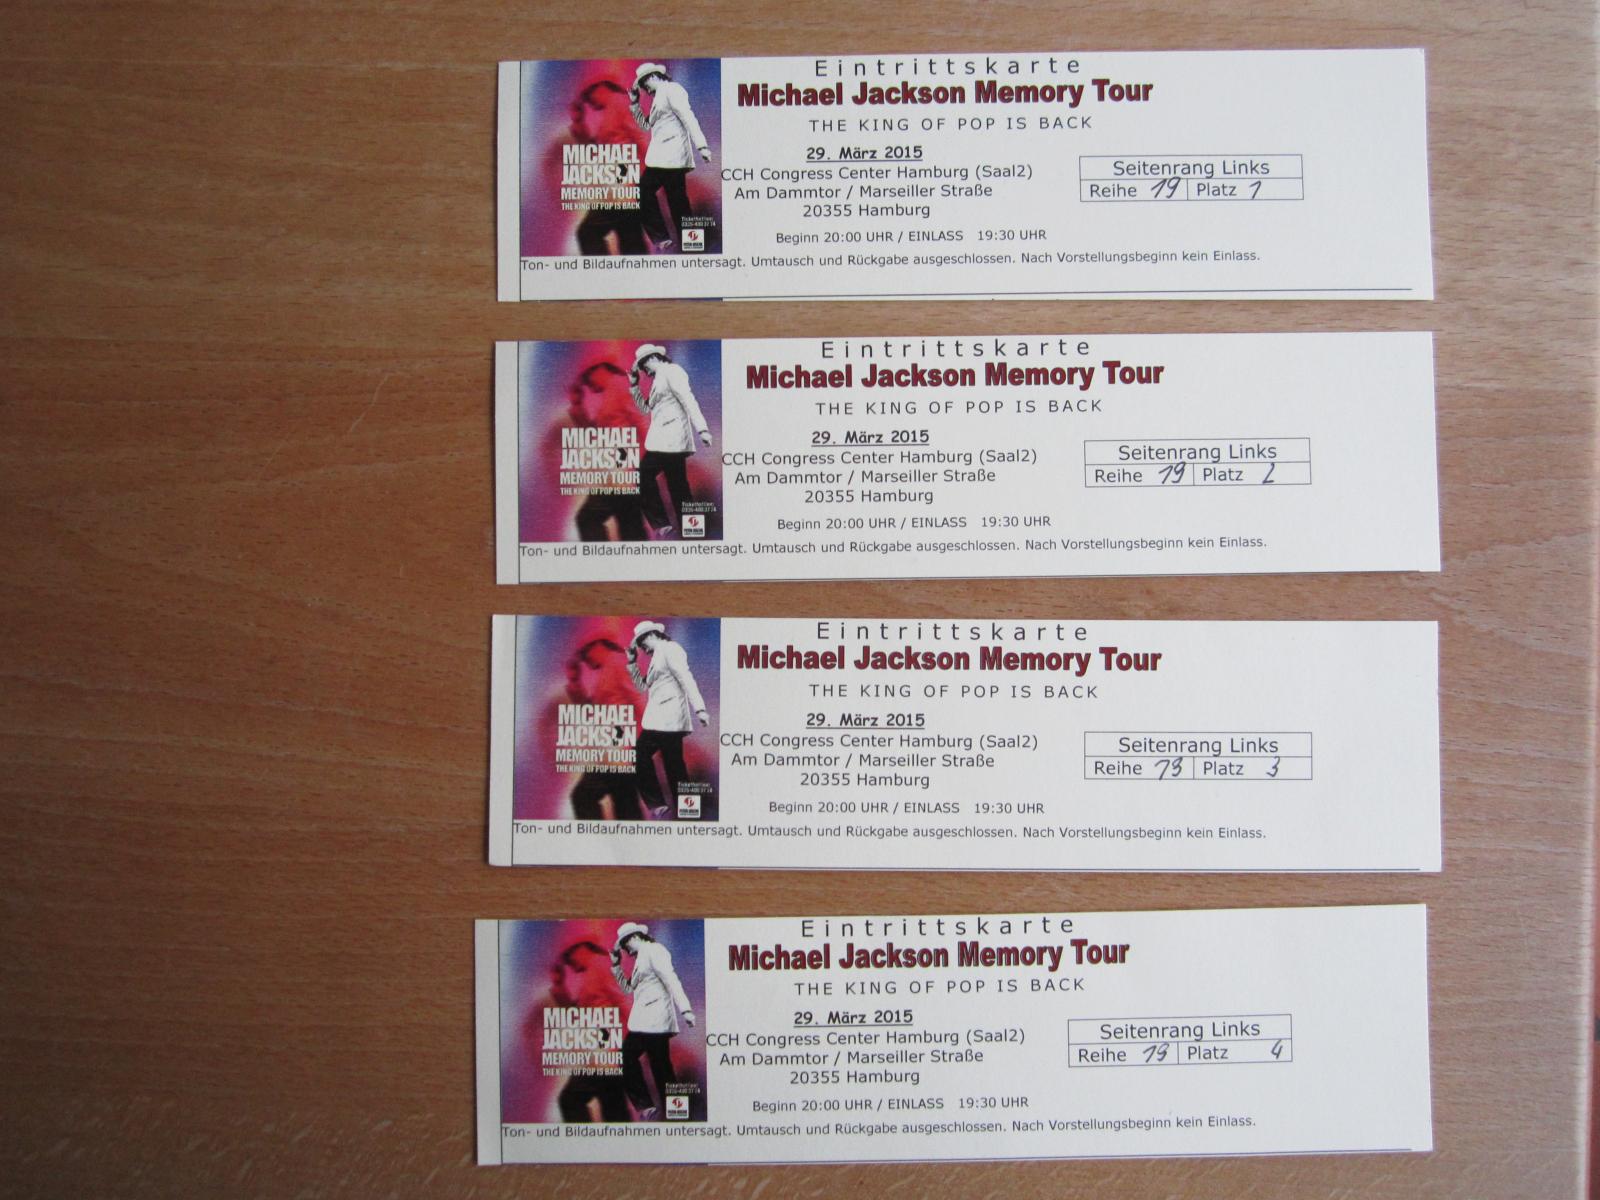 Eintrittskarte
Michael Jackson Memory Tour
THE KING OF POP IS BACK
29. März 2015
CCH Congress Center Hamburg (Saal2)
Am Dammtor / Marseiller Straße
20355 Hamburg
Beginn 20:00 UHR / EINLASS 19:30 UHR
Seitenrang Links
Reihe 19 Platz 1
MICHAEL
JACKSON
MEMORY TOUR
THE KING OF POP IS BACK
Ton- und Bildaufnahmen untersagt. Umtausch und Rückgabe ausgeschlossen. Nach Vorstellungsbeginn kein Einlass.
Eintrittskarte
Michael Jackson Memory Tour
THE KING OF POP IS BACK
29. März 2015
CCH Congress Center Hamburg (Saal2)
Am Dammtor / Marseiller Straße
20355 Hamburg
Beginn 20:00 UHR / EINLASS 19:30 UHR
Seitenrang Links
Reihe 19 Platz 2
MICHAEL
JACKSON
MEMORY TOUR
THE KING OF POP IS BACK
Ton- und Bildaufnahmen untersagt. Umtausch und Rückgabe ausgeschlossen. Nach Vorstellungsbeginn kein Einlass.
Eintrittskarte
Michael Jackson Memory Tour
THE KING OF POP IS BACK
29. März 2015
CCH Congress Center Hamburg (Saal2)
Am Dammtor / Marseiller Straße
20355 Hamburg
Beginn 20:00 UHR / EINLASS 19:30 UHR
Seitenrang Links
Reihe 19 Platz 3
MICHAEL
JACKSON
MEMORY TOUR
THE KING OF POP IS BACK
Ton- und Bildaufnahmen untersagt. Umtausch und Rückgabe ausgeschlossen. Nach Vorstellungsbeginn kein Einlass.
Eintrittskarte
Michael Jackson Memory Tour
THE KING OF POP IS BACK
29. März 2015
CCH Congress Center Hamburg (Saal2)
Am Dammtor / Marseiller Straße
20355 Hamburg
Beginn 20:00 UHR / EINLASS 19:30 UHR
Seitenrang Links
Reihe 19 Platz 4
MICHAEL
JACKSON
MEMORY TOUR
THE KING OF POP IS BACK
Ton- und Bildaufnahmen untersagt. Umtausch und Rückgabe ausgeschlossen. Nach Vorstellungsbeginn kein Einlass.